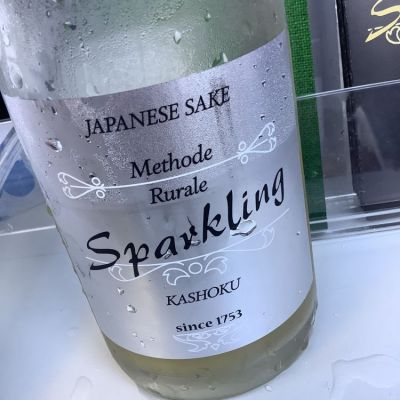 JAPANESE SAKE
Methode
Rurale
Sparkling
KASHOKU
since 1753